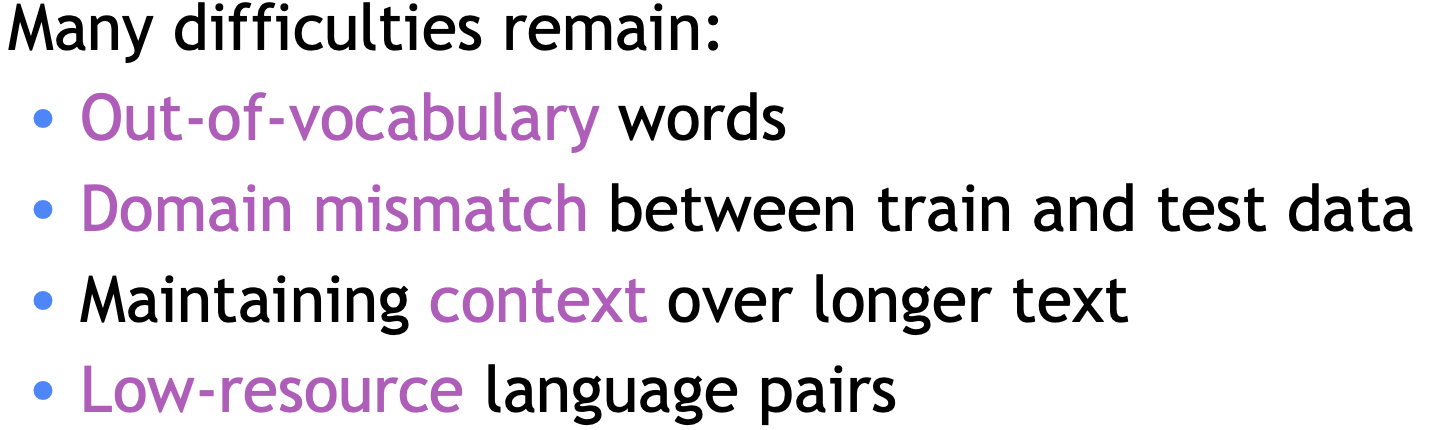 Many difficulties remain:
• Out-of-vocabulary words
• Domain mismatch between train and test data
• Maintaining context over longer text
• Low-resource language pairs